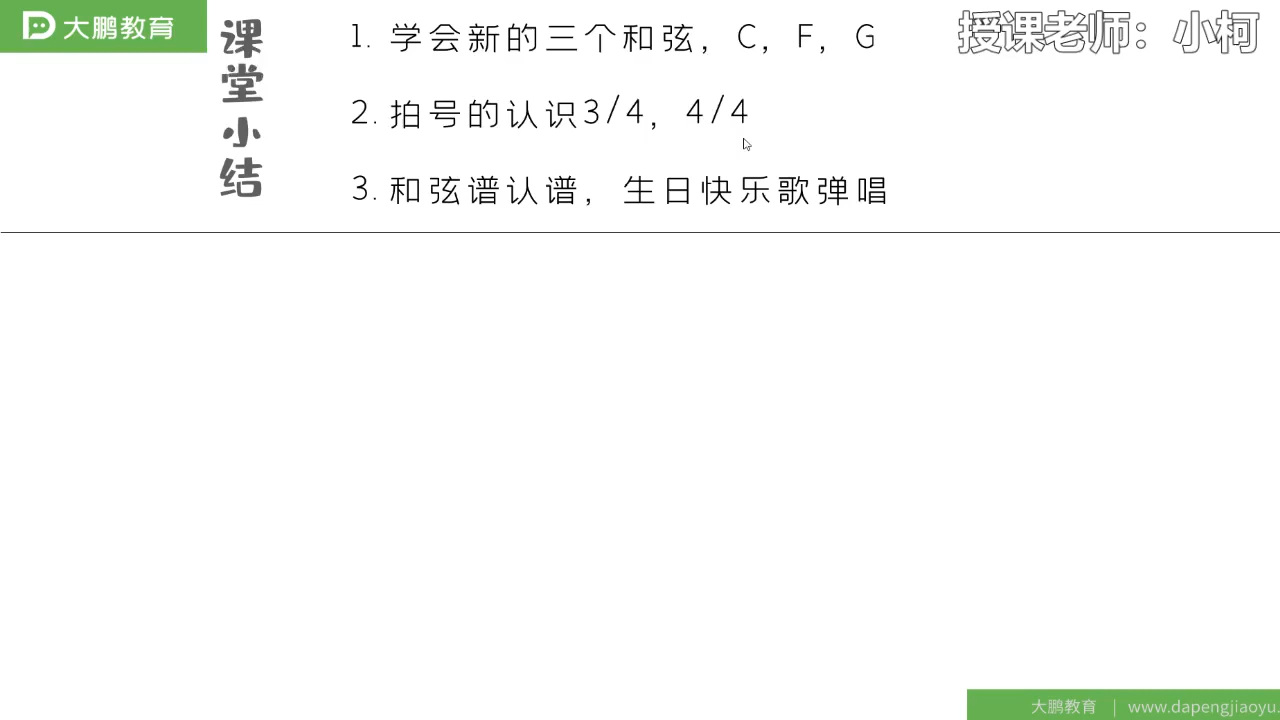 大鹏教育
课堂小结
1. 学会新的三个和弦，C，F，G
授课老师：小柯
2. 拍号的认识3/4，4/4
3. 和弦谱认谱，生日快乐歌弹唱
大鹏教育 | www.dapengjiaoyu.